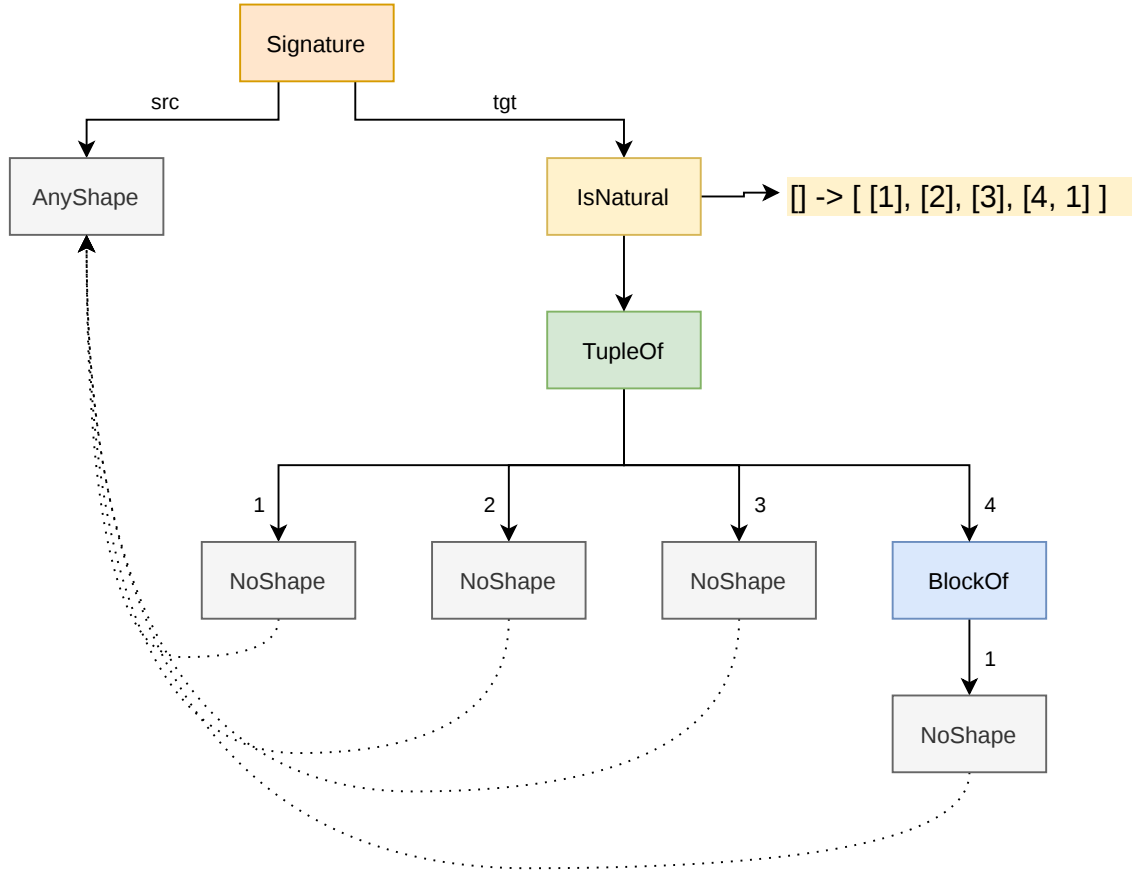 Signature
src
tgt
AnyShape
IsNatural
[] -> [ [1], [2], [3], [4, 1] ]
TupleOf
1
2
3
4
NoShape
NoShape
NoShape
BlockOf
1
NoShape